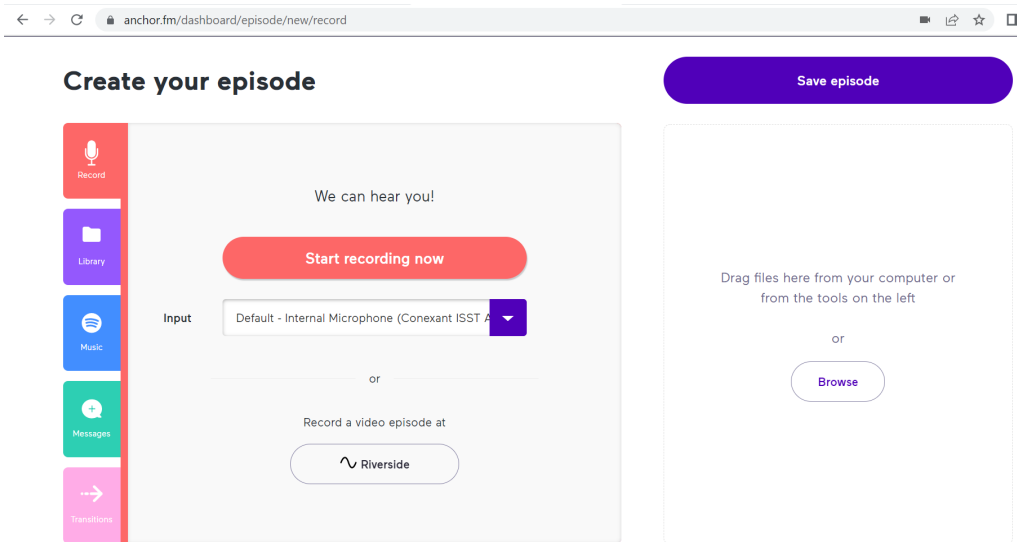 anchor.fm/dashboard/episode/new/record
Create your episode
Save episode
Record
We can hear you!
Start recording now
Library
Input
Default - Internal Microphone (Conexant ISST A
Music
Drag files here from your computer or
from the tools on the left
or
Browse
or
Messages
Record a video episode at
Riverside
Transitions